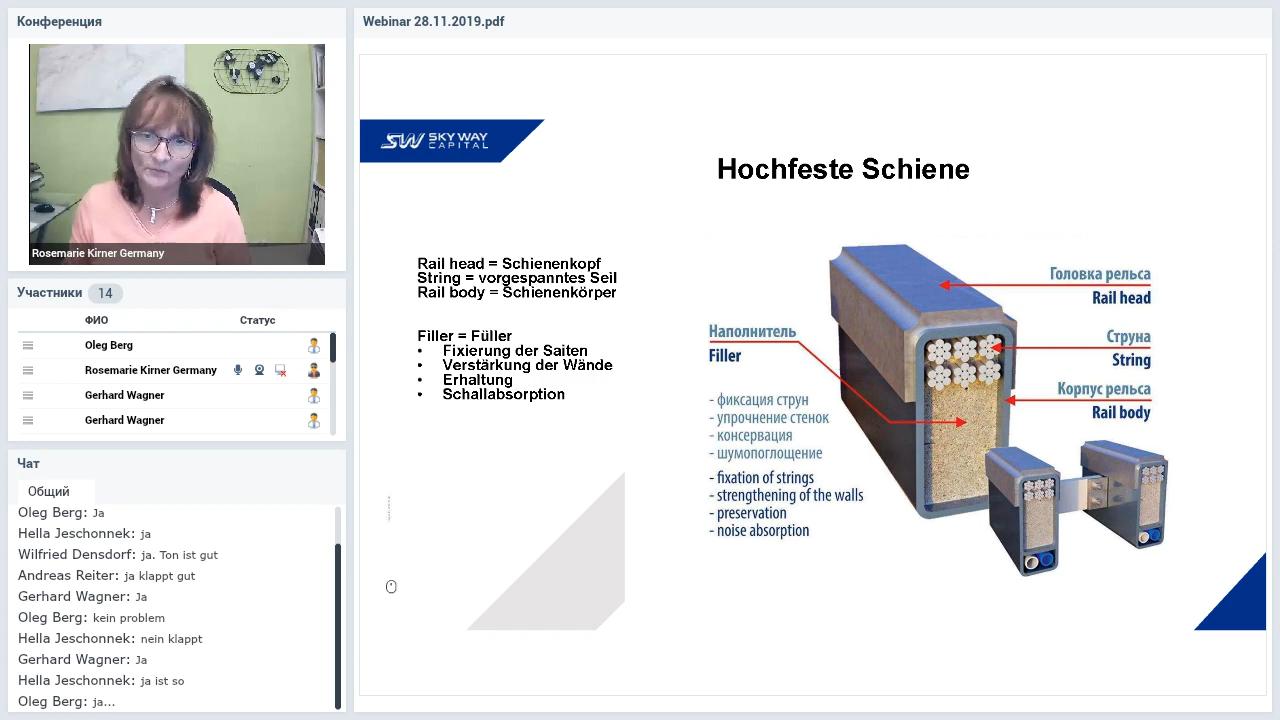 Конференция
Rosemarie Kirner Germany
Участники 14
ФИО Статус
Oleg Berg
Rosemarie Kirner Germany
Gerhard Wagner
Gerhard Wagner
Чат
Общий
Oleg Berg: Ja
Hella Jeschonnek: ja
Wilfried Densdorf: ja. Ton ist gut
Andreas Reiter: ja klappt gut
Gerhard Wagner: Ja
Oleg Berg: kein problem
Hella Jeschonnek: nein klappt
Gerhard Wagner: Ja
Hella Jeschonnek: ja ist so
Oleg Berg: ja...
Webinar 28.11.2019.pdf
SW SKY WAY
CAPITAL
Hochfeste Schiene
Rail head = Schienenkopf
String = vorgespanntes Seil
Rail body = Schienenkörper
Filler = Füller
• Fixierung der Saiten
• Verstärkung der Wände
• Erhaltung
• Schallabsorption
Наполнитель
Filler
- фиксация струн
- упрочнение стенок
- консервация
- шумопоглощение
- fixation of strings
- strengthening of the walls
- preservation
- noise absorption
Головка рельса
Rail head
Струна
String
Корпус рельса
Rail body